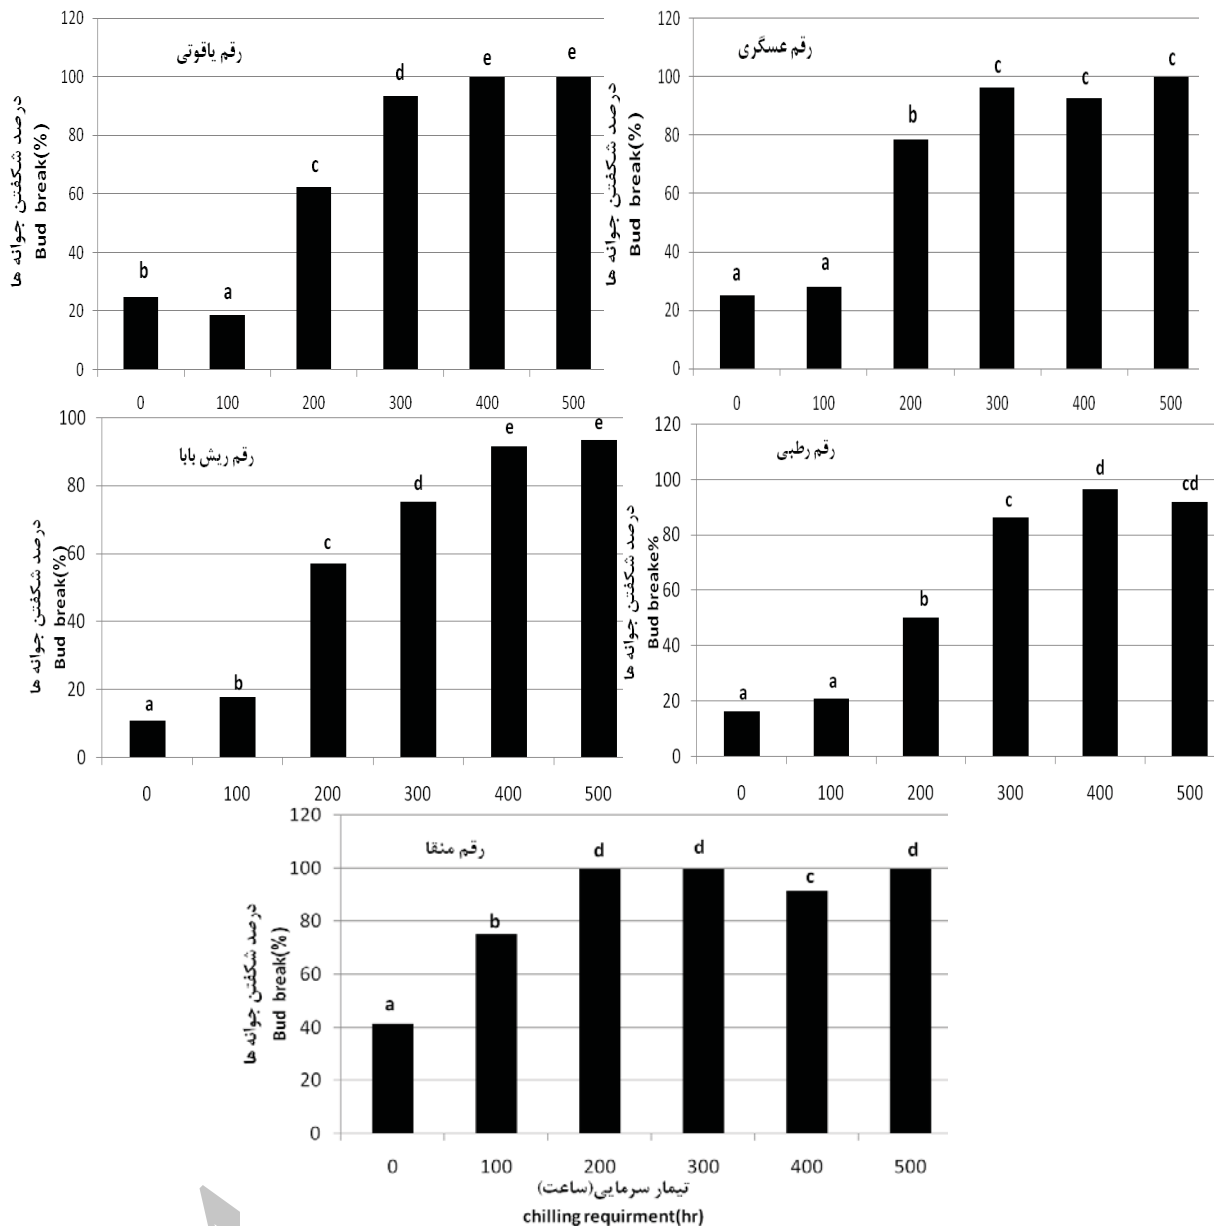 رقم یاقوتی
درصد شکفتن جوانه ها
Bud break(%)
120
100
80
60
40
20
0
b
a
c
d
e
e
0 100 200 300 400 500
رقم عسگری
درصد شکفتن جوانه ها
Bud break(%)
120
100
80
60
40
20
0
a
a
b
c
c
c
0 100 200 300 400 500
رقم ریش بابا
درصد شکفتن جوانه ها
Bud break(%)
100
80
60
40
20
0
a
b
c
d
e
e
0 100 200 300 400 500
رقم رطبی
درصد شکفتن جوانه ها
Bud breake%
120
100
80
60
40
20
0
a
a
b
c
d
cd
0 100 200 300 400 500
رقم منقا
درصد شکفتن جوانه ها
Bud break(%)
120
100
80
60
40
20
0
a
b
d
d
c
d
0 100 200 300 400 500
تیمار سرمایی(ساعت)
chilling requirment(hr)